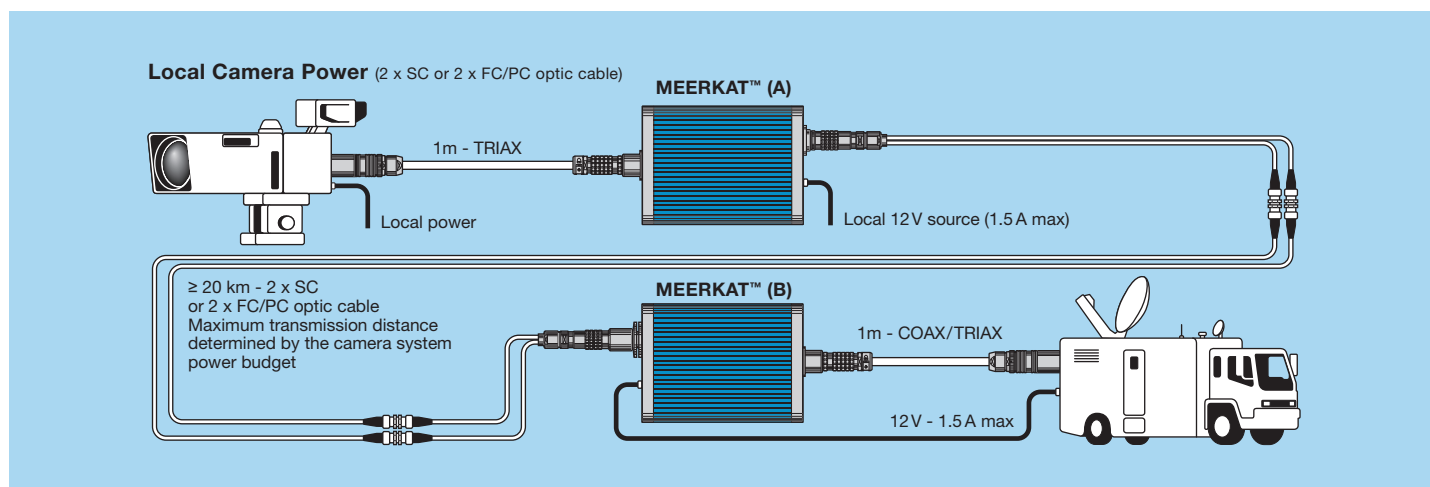 Local Camera Power (2 x SC or 2 x FC/PC optic cable)
MEERKAT™ (A)
1m - TRIAX
Local power
Local 12V source (1.5 A max)
≥ 20 km - 2 x SC
or 2 x FC/PC optic cable
Maximum transmission distance
determined by the camera system
power budget
MEERKAT™ (B)
1m - COAX/TRIAX
12V - 1.5 A max